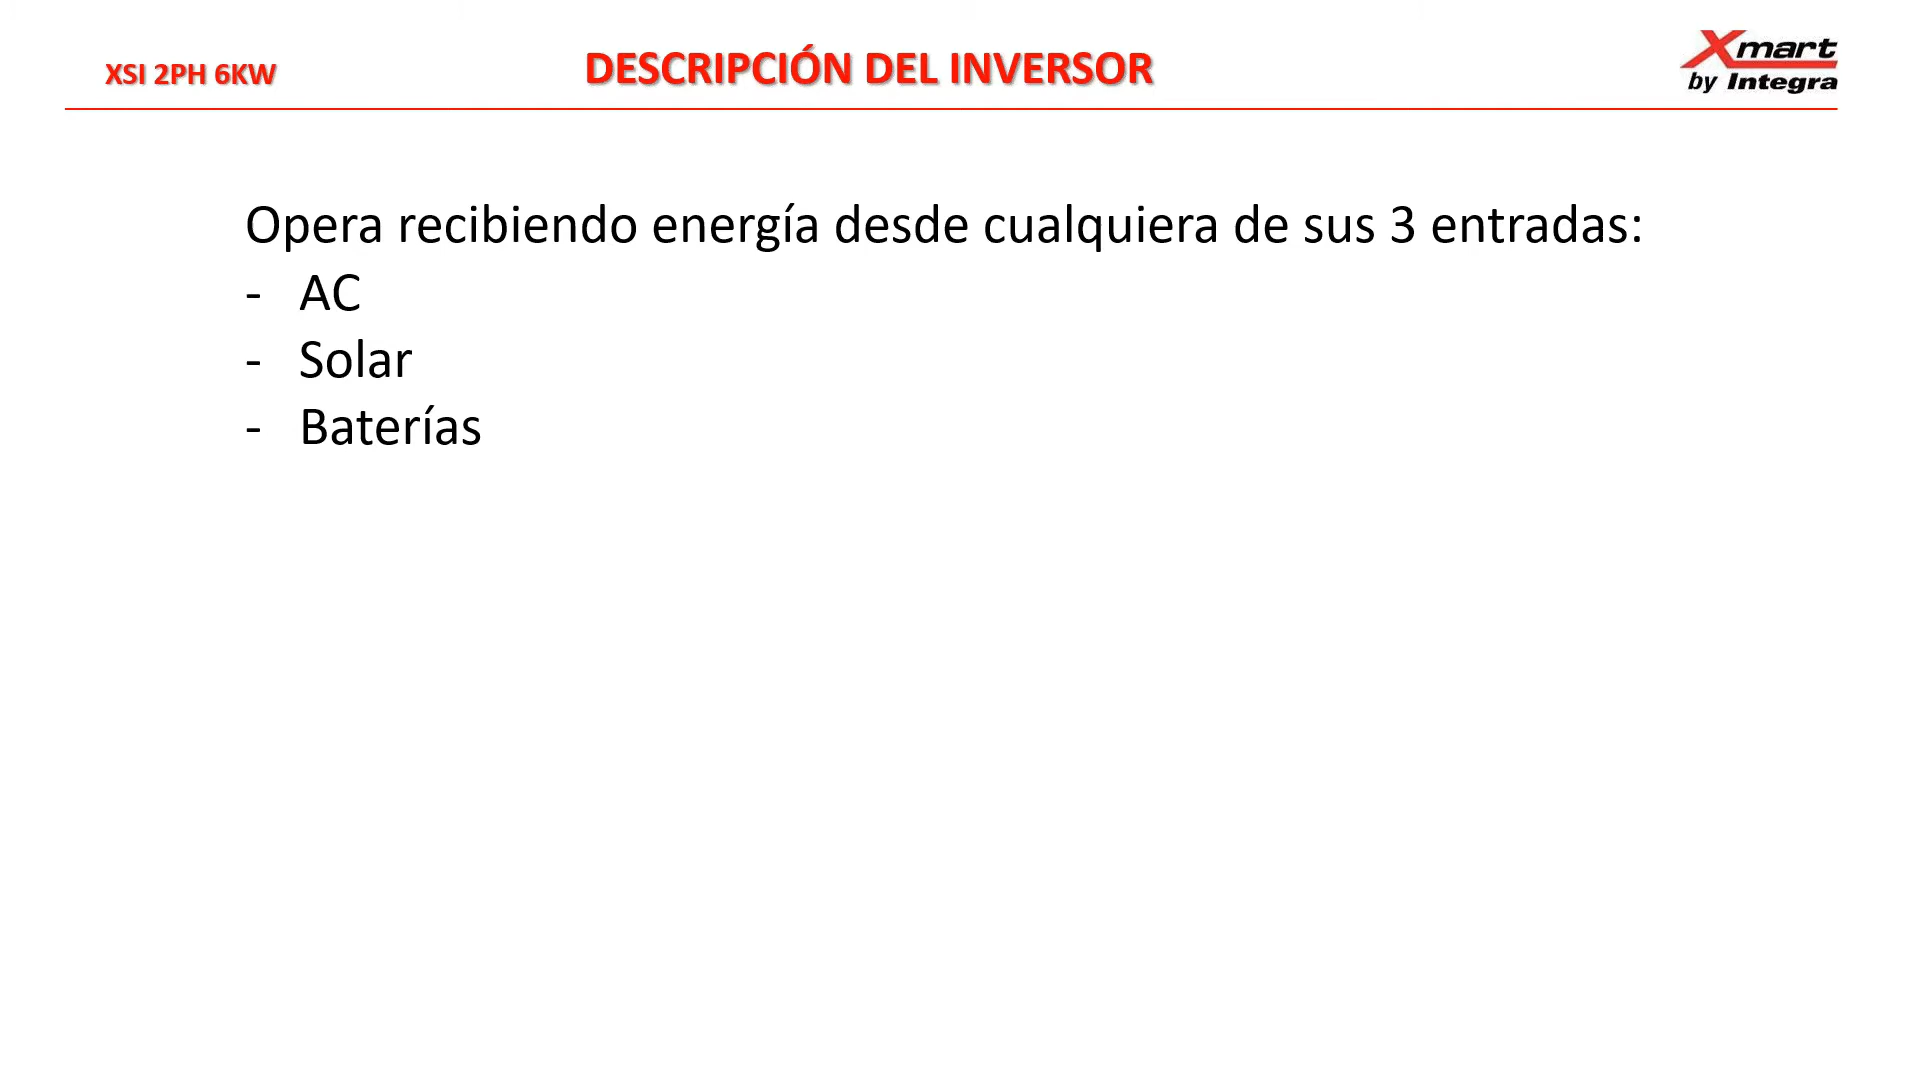 XSI 2PH 6KW
DESCRIPCIÓN DEL INVERSOR
Xmart
by Integra
Opera recibiendo energía desde cualquiera de sus 3 entradas:
- AC
- Solar
- Baterías